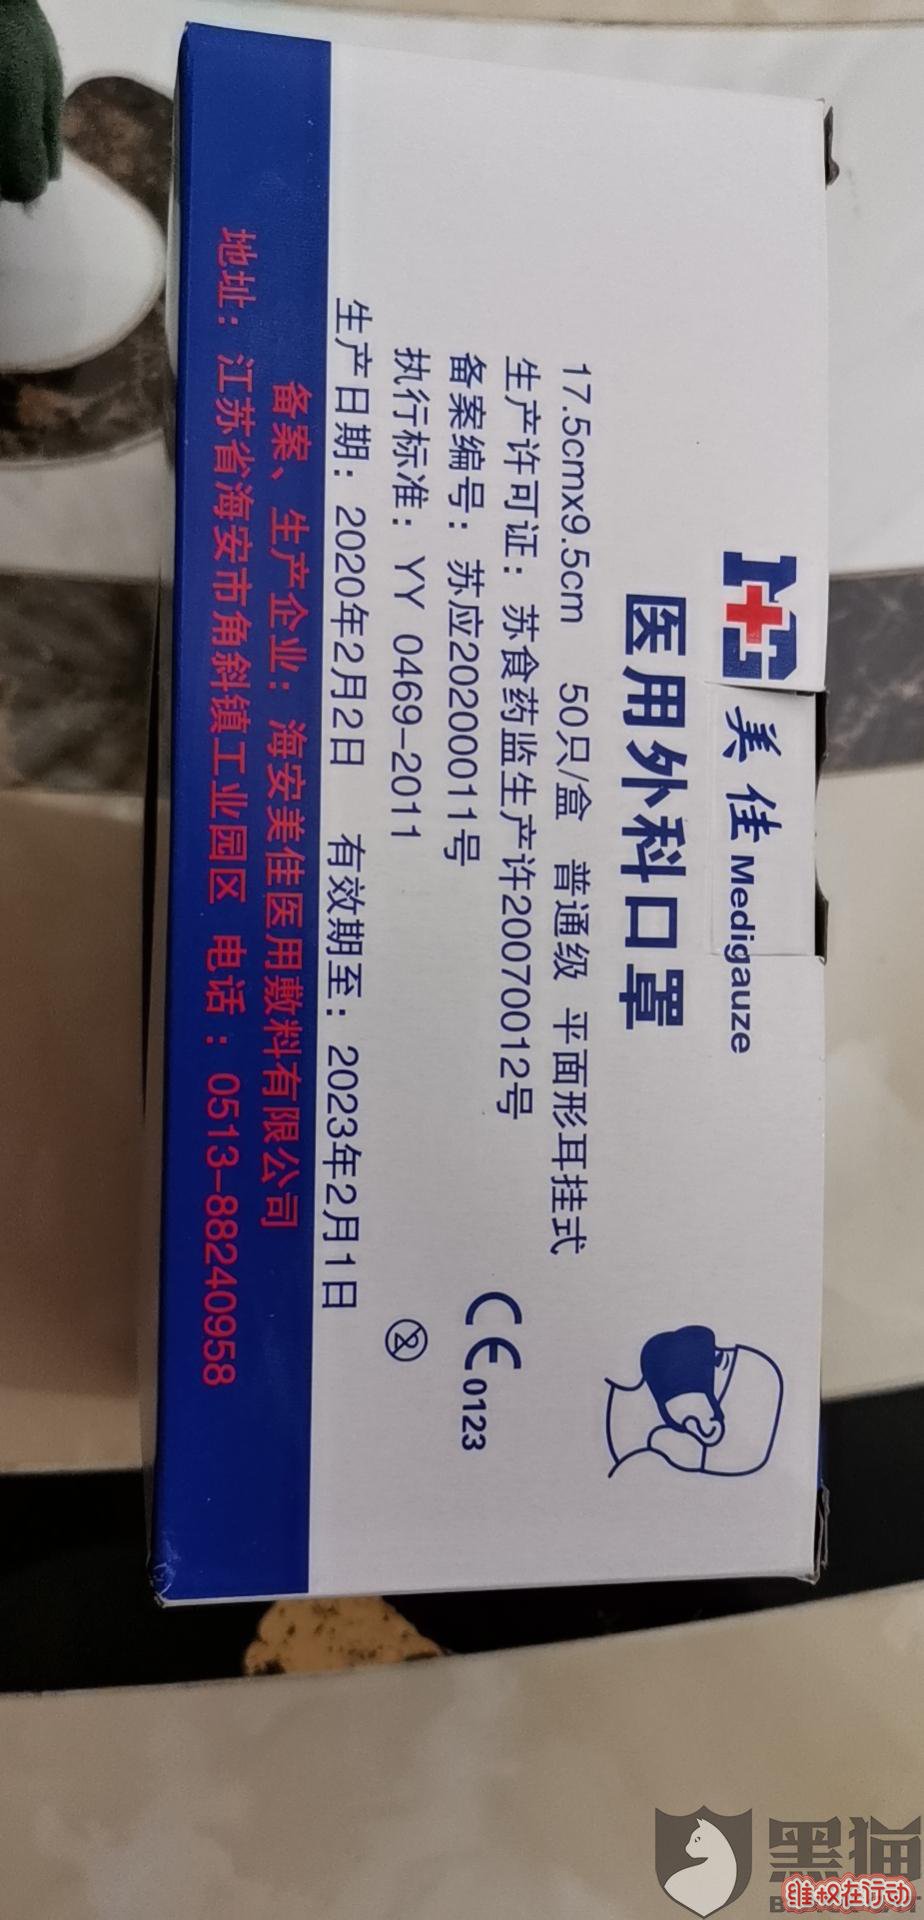 美佳 Medigauze
医用外科口罩
17.5cmx9.5cm 50只/盒 普通级 平面形耳挂式
生产许可证：苏食药监生产许20070012号
备案编号：苏应20200011号
执行标准：YY 0469-2011
生产日期：2020年2月2日 有效期至：2023年2月1日
CE 0123
2
备案、生产企业：海安美佳医用敷料有限公司
地址：江苏省海安市角斜镇工业园区 电话：0513-88240958
黑猫
维权在行动